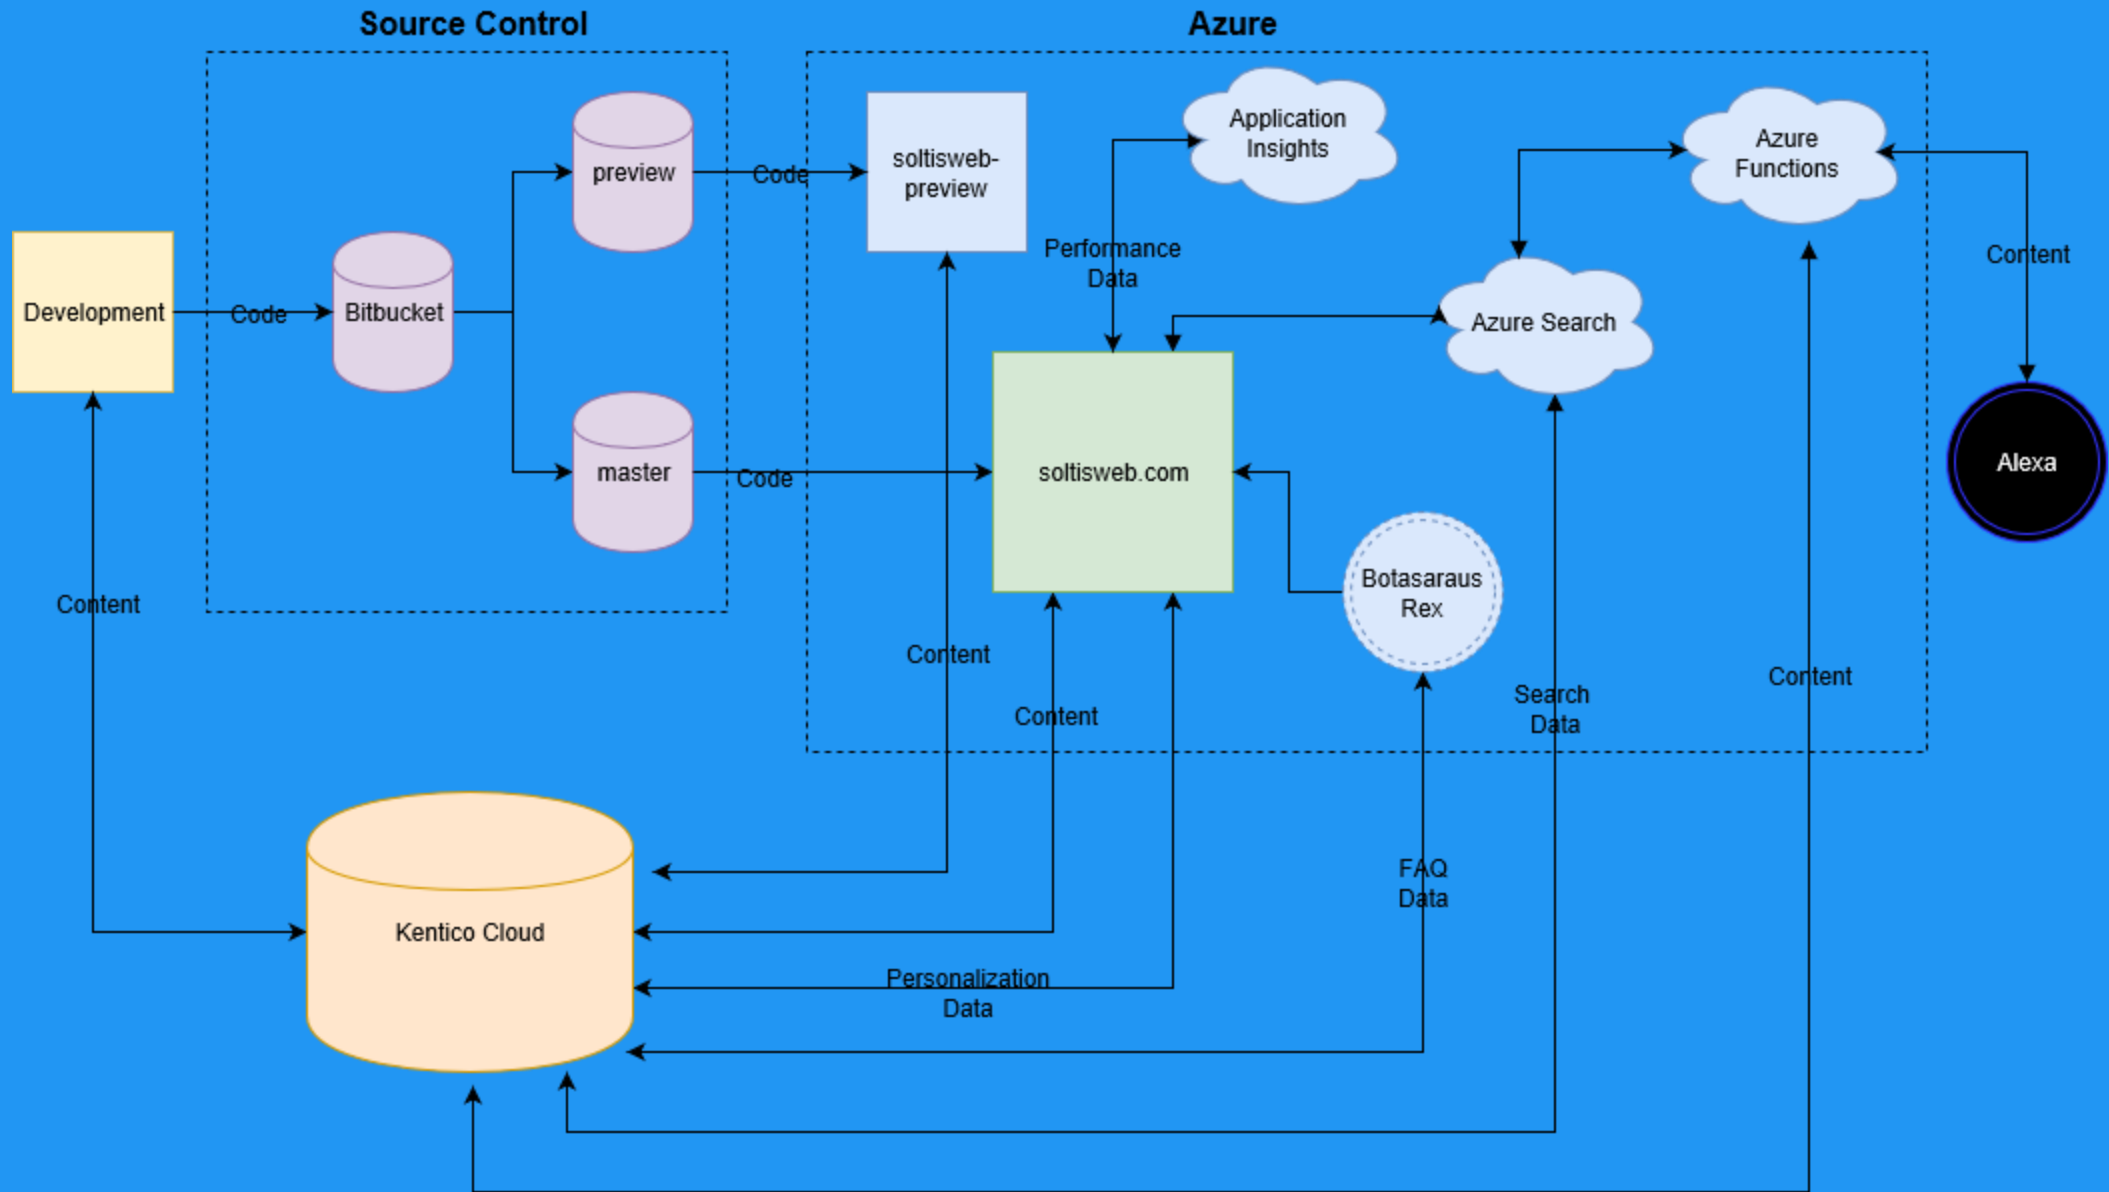 Source Control
Azure
Application
Insights
Azure
Functions
preview
Code
soltisweb-
preview
Performance
Data
Content
Development
Code
Bitbucket
Azure Search
master
Code
soltisweb.com
Alexa
Botasaraus
Rex
Content
Content
Content
Search
Data
Content
FAQ
Data
Kentico Cloud
Personalization
Data